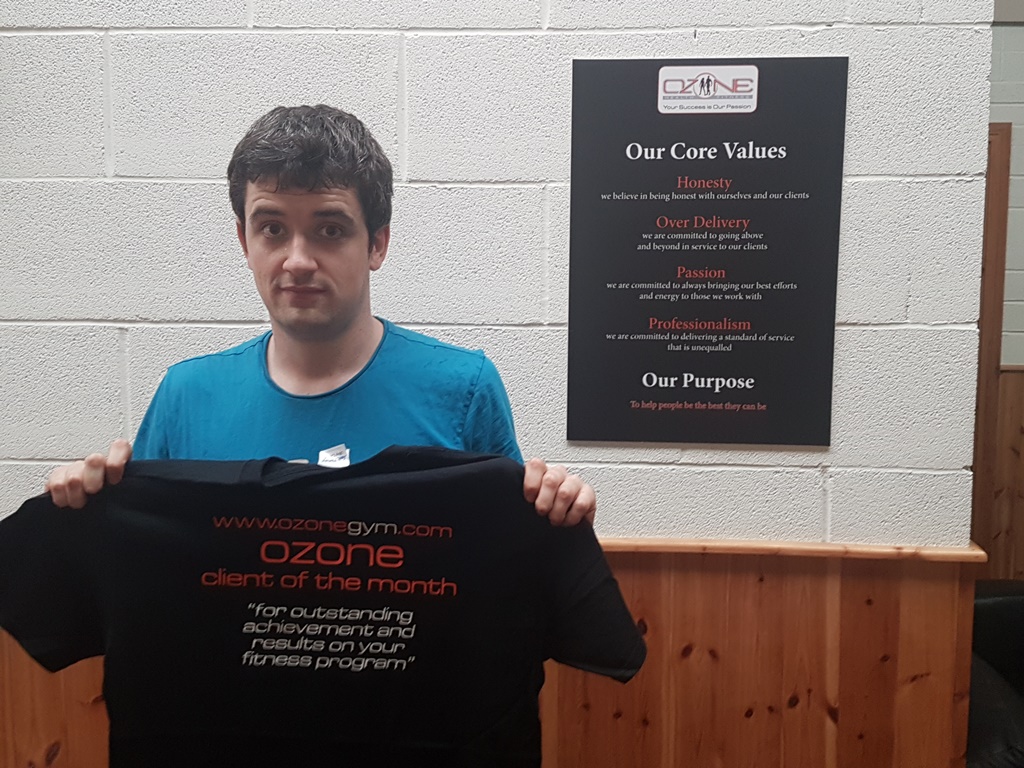 OZONE
HEALTH FITNESS
Your Success is Our Passion
Our Core Values
Honesty
we believe in being honest with ourselves and our clients
Over Delivery
we are committed to going above
and beyond in service to our clients
Passion
we are committed to always bringing our best efforts
and energy to those we work with
Professionalism
we are committed to delivering a standard of service
that is unequalled
Our Purpose
To help people be the best they can be
www.ozonegym.com
ozone
client of the month
"for outstanding
achievement and
results on your
fitness program"